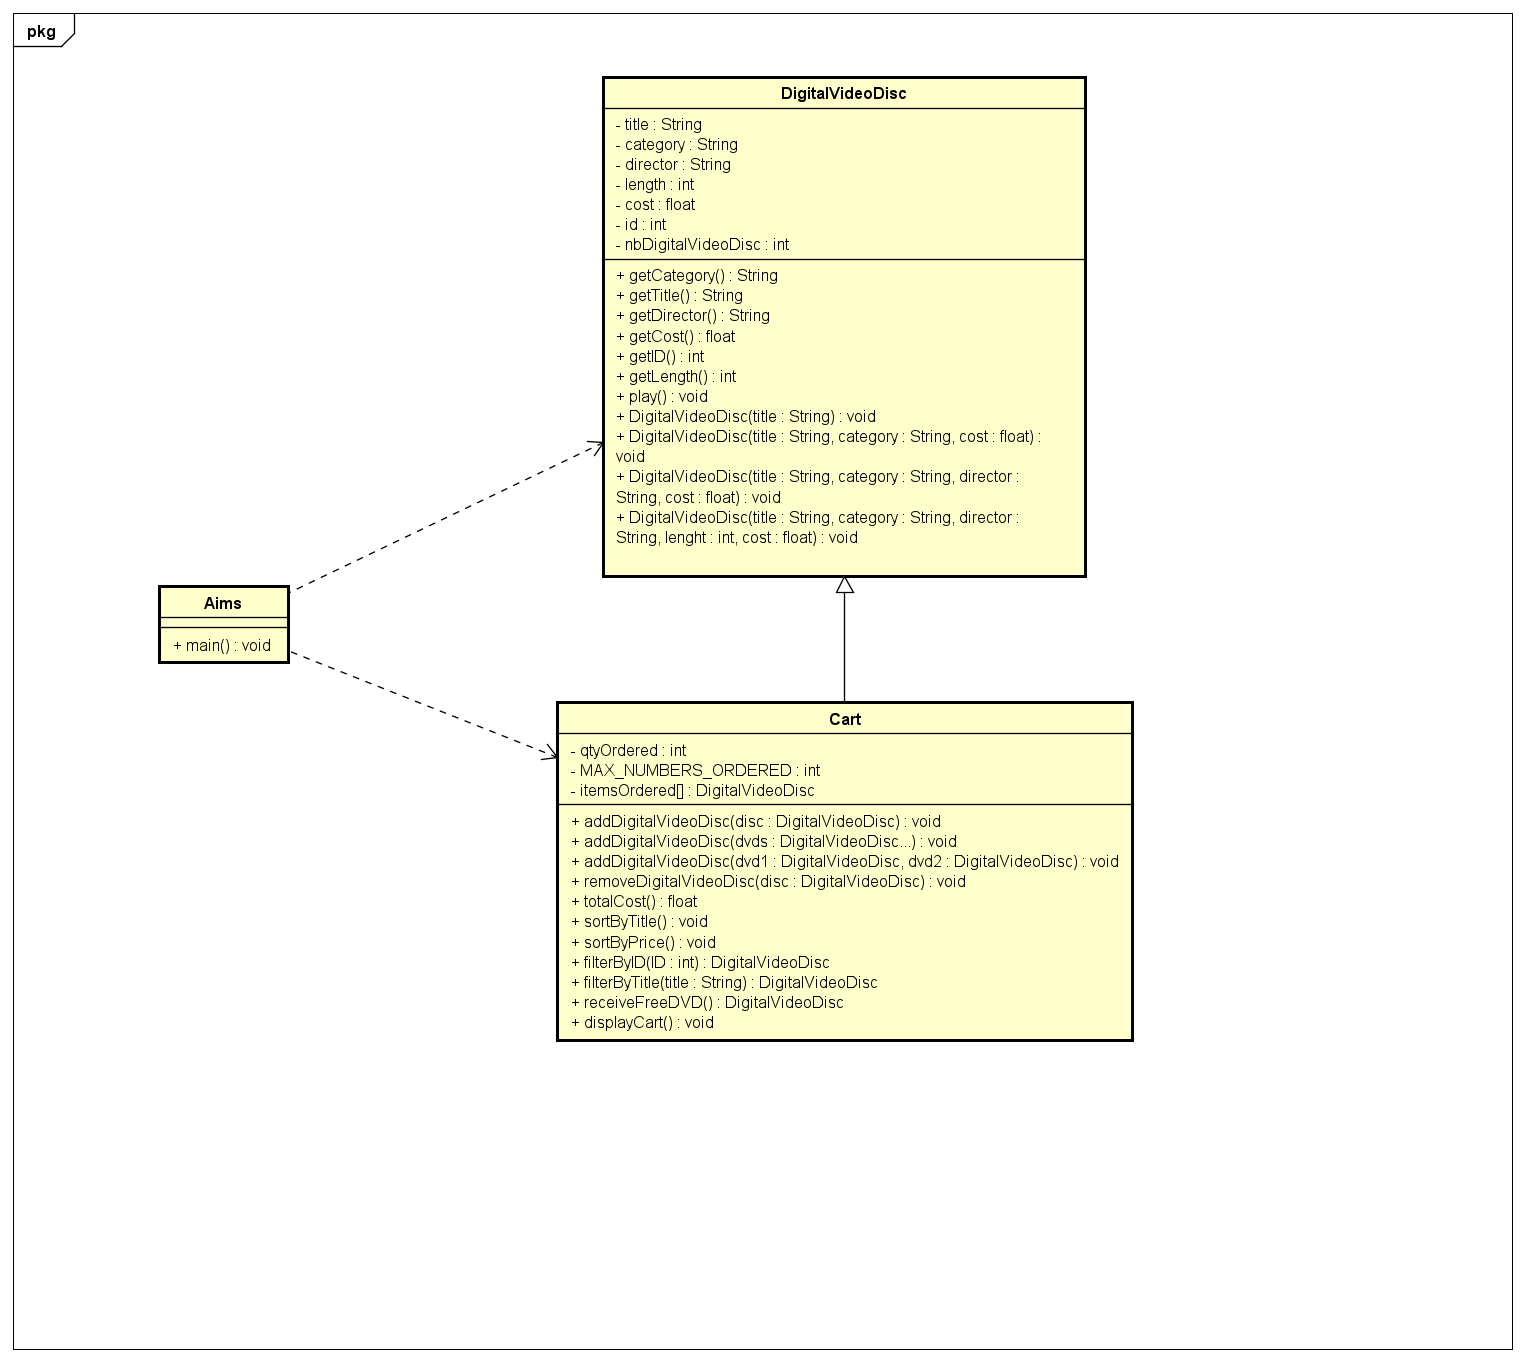 pkg
DigitalVideoDisc
- title : String
- category : String
- director : String
- length : int
- cost : float
- id : int
- nbDigitalVideoDisc : int
+ getCategory() : String
+ getTitle() : String
+ getDirector() : String
+ getCost() : float
+ getID() : int
+ getLength() : int
+ play() : void
+ DigitalVideoDisc(title : String) : void
+ DigitalVideoDisc(title : String, category : String, cost : float) :
void
+ DigitalVideoDisc(title : String, category : String, director :
String, cost : float) : void
+ DigitalVideoDisc(title : String, category : String, director :
String, lenght : int, cost : float) : void
Aims
+ main() : void
Cart
- qtyOrdered : int
- MAX_NUMBERS_ORDERED : int
- itemsOrdered[] : DigitalVideoDisc
+ addDigitalVideoDisc(disc : DigitalVideoDisc) : void
+ addDigitalVideoDisc(dvds : DigitalVideoDisc...) : void
+ addDigitalVideoDisc(dvd1 : DigitalVideoDisc, dvd2 : DigitalVideoDisc) : void
+ removeDigitalVideoDisc(disc : DigitalVideoDisc) : void
+ totalCost() : float
+ sortByTitle() : void
+ sortByPrice() : void
+ filterByID(ID : int) : DigitalVideoDisc
+ filterByTitle(title : String) : DigitalVideoDisc
+ receiveFreeDVD() : DigitalVideoDisc
+ displayCart() : void